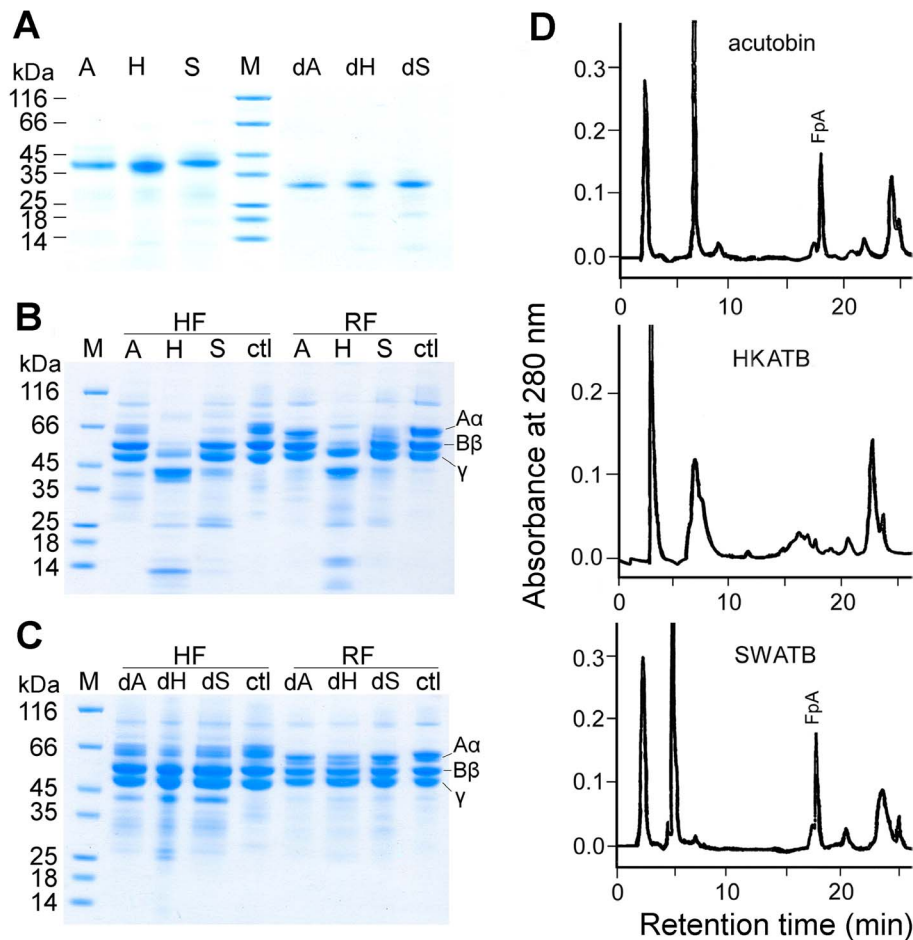 A
kDa A H S M dA dH dS
116
66
45
35
25
18
14
B
HF RF
M A H S ctl A H S ctl
kDa
116
66
45
35
25
18
14
Aα
Bβ
γ
C
HF RF
kDa M dA dH dS ctl dA dH dS ctl
116
66
45
35
25
18
14
Aα
Bβ
γ
D
Absorbance at 280 nm
acutobin
FpA
0.3
0.2
0.1
0.0
0 10 20
HKATB
0.2
0.1
0.0
0 10 20
SWATB
FpA
0.3
0.2
0.1
0.0
0 10 20
Retention time (min)